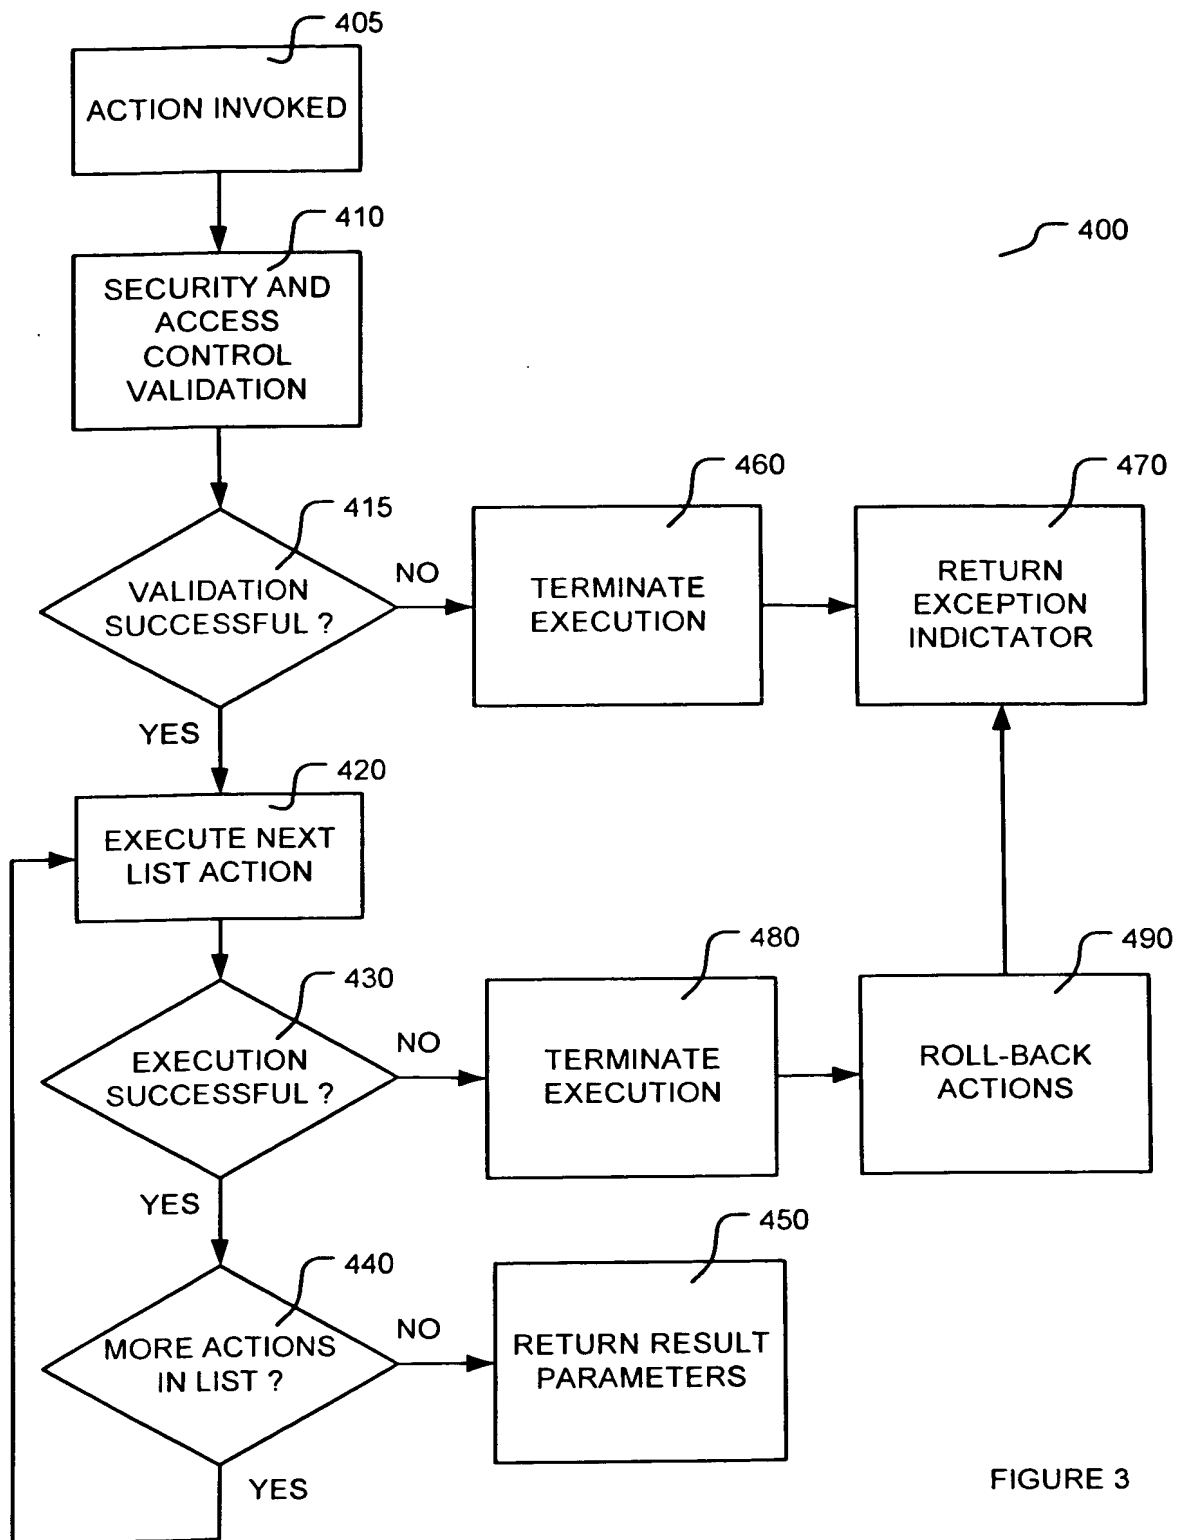 405
ACTION INVOKED
410
400
SECURITY AND
ACCESS
CONTROL
VALIDATION
415
460
470
VALIDATION
SUCCESSFUL ?
NO
TERMINATE
EXECUTION
RETURN
EXCEPTION
INDICTATOR
YES
420
EXECUTE NEXT
LIST ACTION
430
480
490
EXECUTION
SUCCESSFUL ?
NO
TERMINATE
EXECUTION
ROLL-BACK
ACTIONS
YES
440
450
MORE ACTIONS
IN LIST ?
NO
RETURN RESULT
PARAMETERS
YES
FIGURE 3